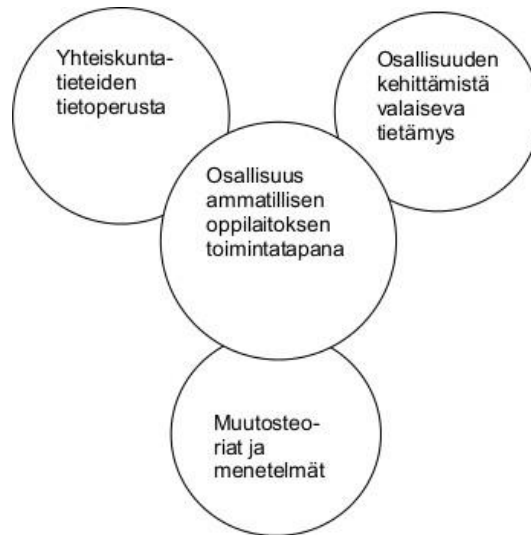 Yhteiskunta-
tieteiden
tietoperusta
Osallisuuden
kehittämistä
valaiseva
tietämys
Osallisuus
ammatillisen
oppilaitoksen
toimintatapana
Muutosteo-
riat ja
menetelmät